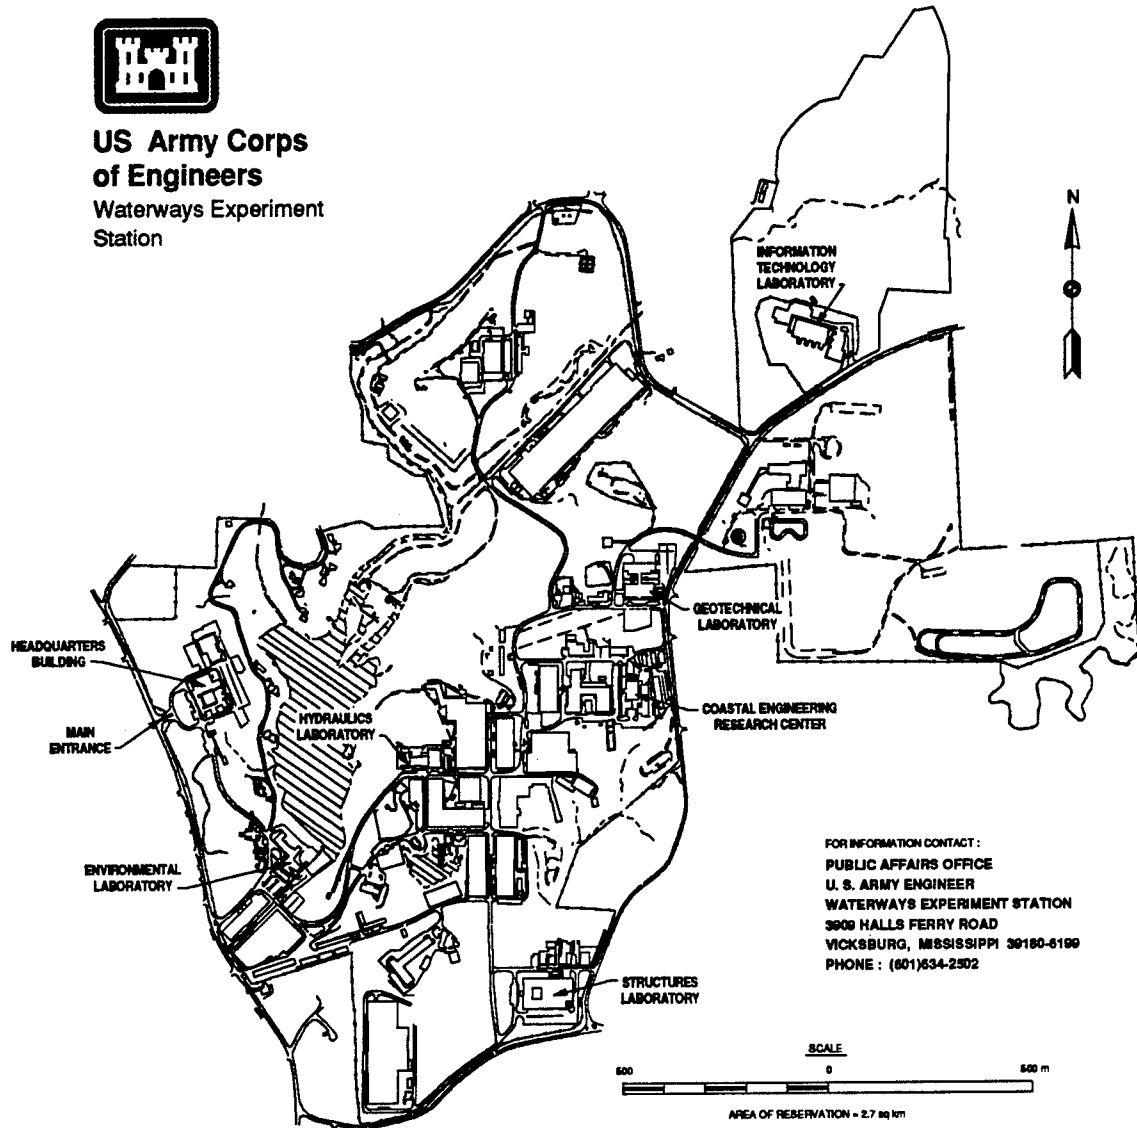 US Army Corps
of Engineers
Waterways Experiment
Station
N
INFORMATION
TECHNOLOGY
LABORATORY
GEOTECHNICAL
LABORATORY
HEADQUARTERS
BUILDING
MAIN
ENTRANCE
HYDRAULICS
LABORATORY
COASTAL ENGINEERING
RESEARCH CENTER
ENVIRONMENTAL
LABORATORY
STRUCTURES
LABORATORY
FOR INFORMATION CONTACT :
PUBLIC AFFAIRS OFFICE
U. S. ARMY ENGINEER
WATERWAYS EXPERIMENT STATION
3909 HALLS FERRY ROAD
VICKSBURG, MISSISSIPPI 39180-6199
PHONE : (601)634-2502
SCALE
500 0 500 m
AREA OF RESERVATION = 2.7 sq km